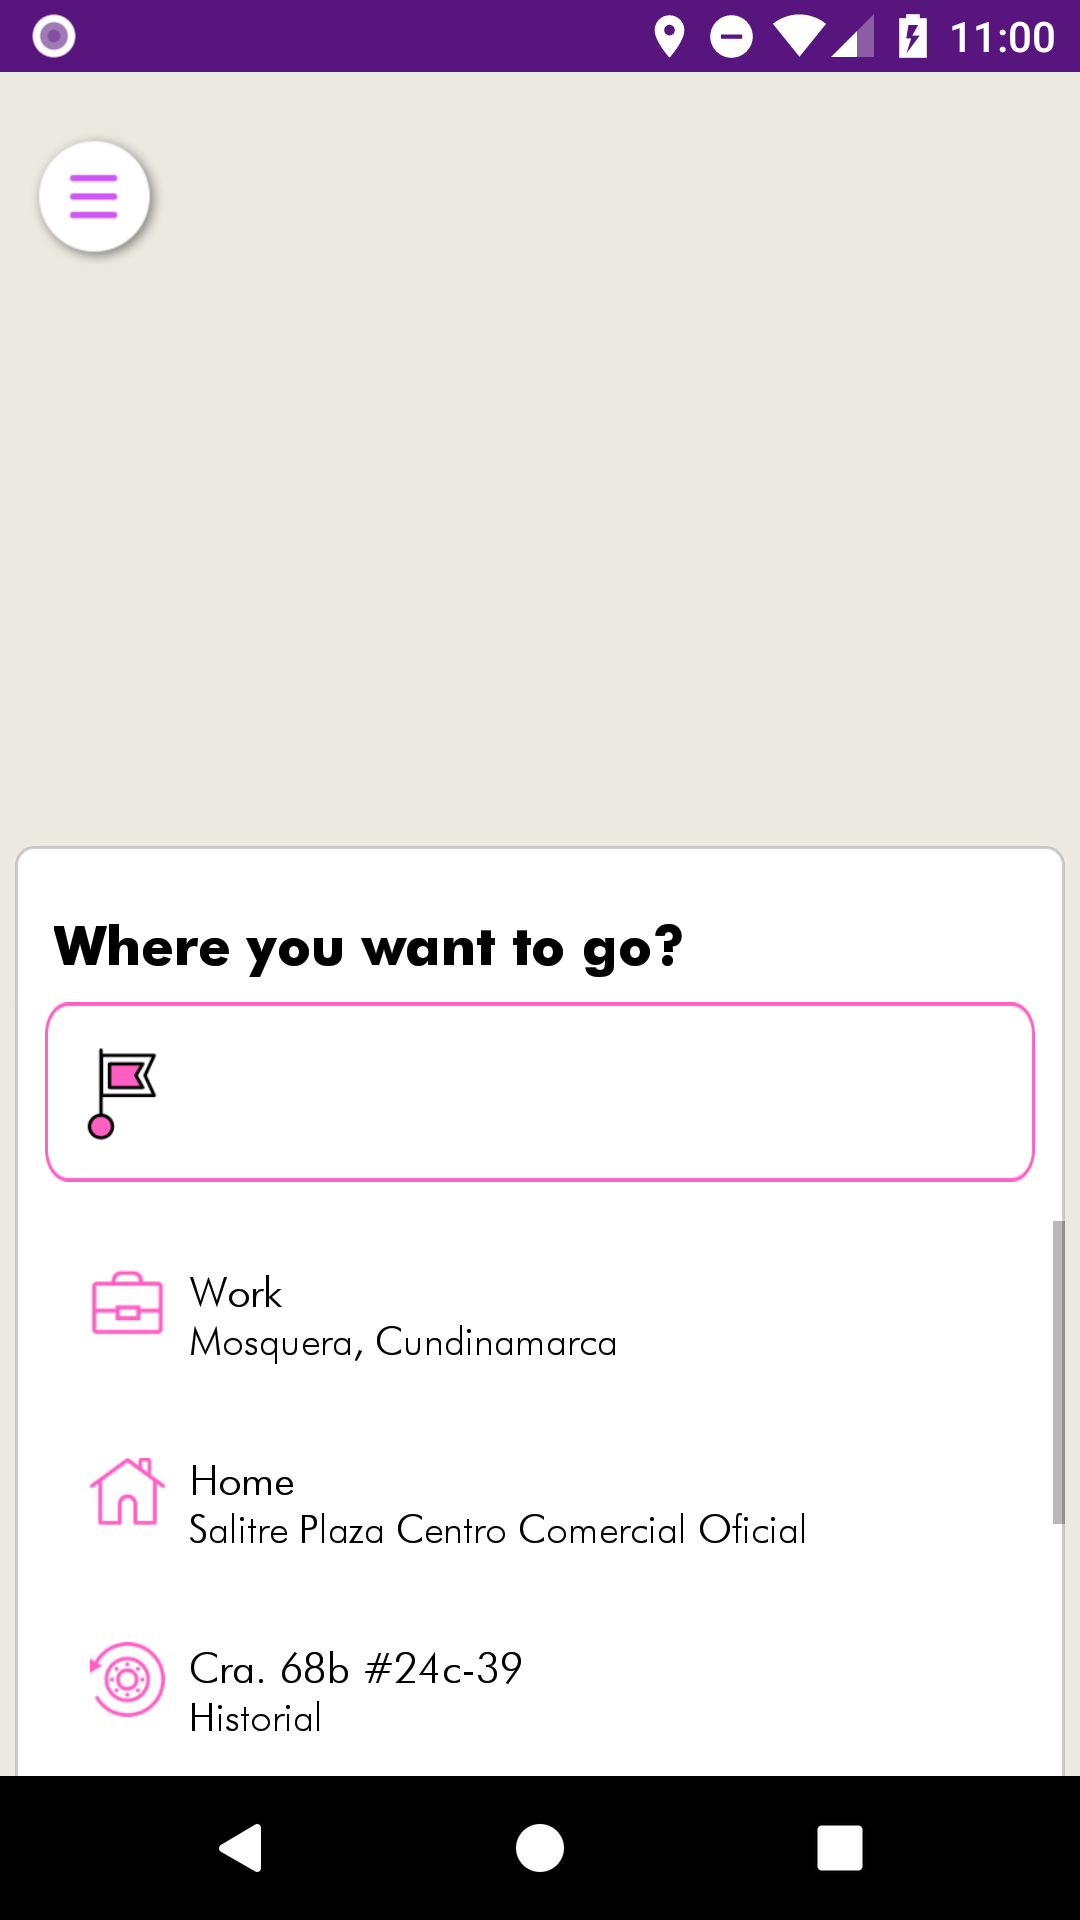 11:00
Where you want to go?
Work
Mosquera, Cundinamarca
Home
Salitre Plaza Centro Comercial Oficial
Cra. 68b #24c-39
Historial